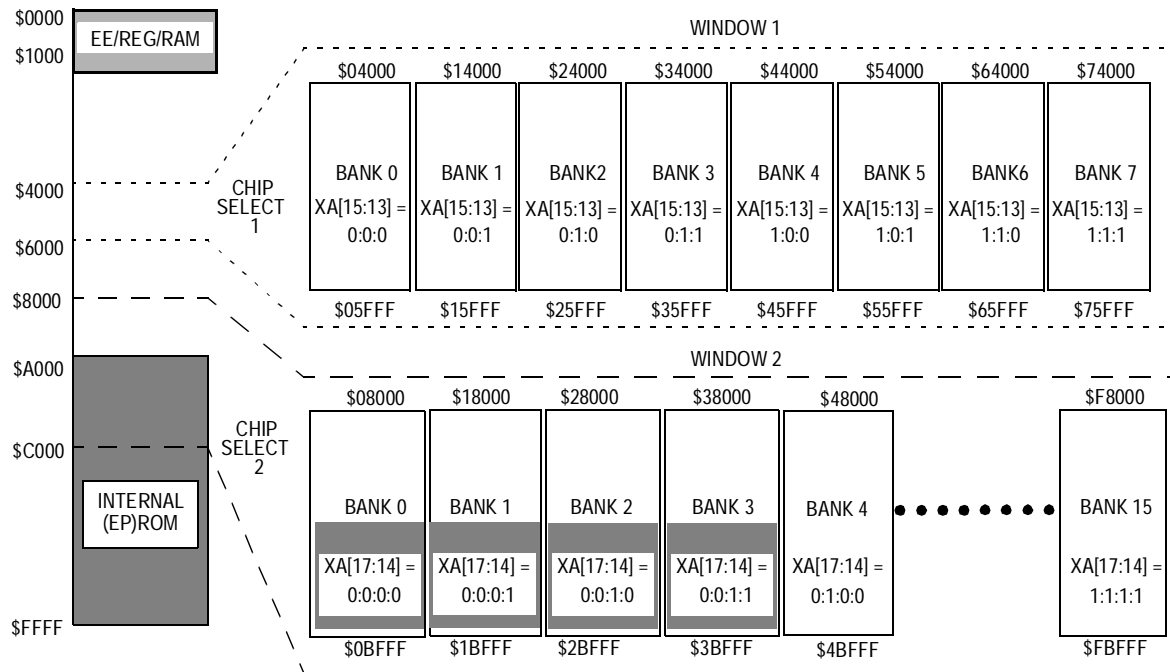 $0000
EE/REG/RAM
$1000
$4000
$6000
$8000
$A000
$C000
INTERNAL
(EP)ROM
$FFFF
CHIP
SELECT
1
WINDOW 1
$04000 $14000 $24000 $34000 $44000 $54000 $64000 $74000
BANK 0 BANK 1 BANK2 BANK 3 BANK 4 BANK 5 BANK6 BANK 7
XA[15:13] = XA[15:13] = XA[15:13] = XA[15:13] = XA[15:13] = XA[15:13] = XA[15:13] = XA[15:13] =
0:0:0 0:0:1 0:1:0 0:1:1 1:0:0 1:0:1 1:1:0 1:1:1
$05FFF $15FFF $25FFF $35FFF $45FFF $55FFF $65FFF $75FFF
CHIP
SELECT
2
WINDOW 2
$08000 $18000 $28000 $38000 $48000 $F8000
BANK 0 BANK 1 BANK 2 BANK 3 BANK 4 BANK 15
XA[17:14] = XA[17:14] = XA[17:14] = XA[17:14] = XA[17:14] = XA[17:14] =
0:0:0:0 0:0:0:1 0:0:1:0 0:0:1:1 0:1:0:0 1:1:1:1
$0BFFF $1BFFF $2BFFF $3BFFF $4BFFF $FBFFF